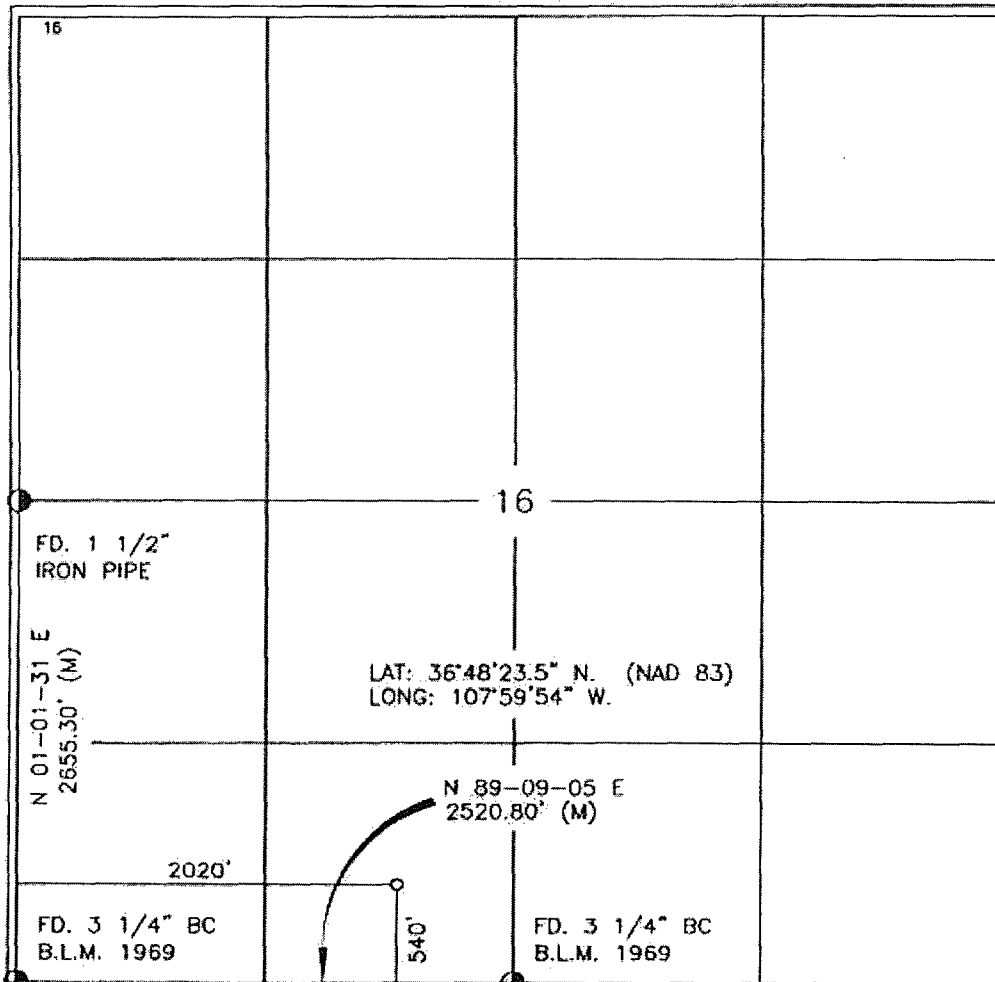 16
16
FD. 1 1/2" 
IRON PIPE
N 01-01-31 E
2655.30' (M)
LAT: 36°48'23.5" N. (NAD 83)
LONG: 107°59'54" W.
N 89-09-05 E
2520.80' (M)
2020'
540'
FD. 3 1/4" BC
B.L.M. 1969
FD. 3 1/4" BC
B.L.M. 1969